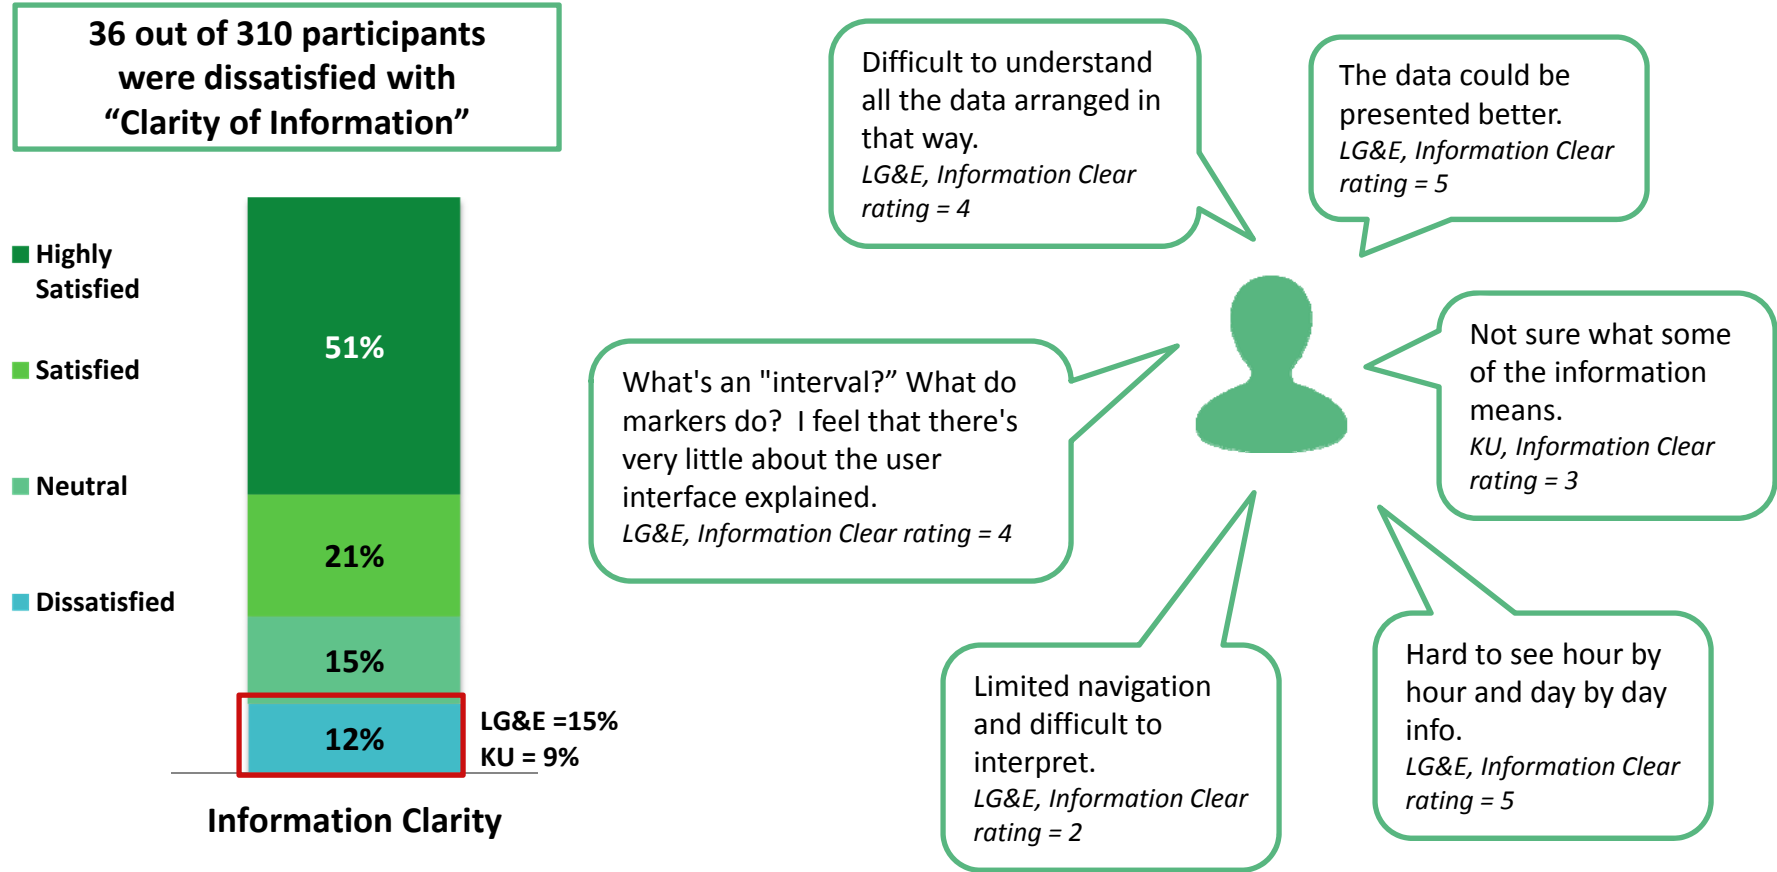 36 out of 310 participants
were dissatisfied with
“Clarity of Information”
Highly
Satisfied
Satisfied
Neutral
Dissatisfied
51%
21%
15%
12%
LG&E =15%
KU = 9%
Information Clarity
Difficult to understand
all the data arranged in
that way.
LG&E, Information Clear
rating = 4
The data could be
presented better.
LG&E, Information Clear
rating = 5
What's an "interval?” What do
markers do?  I feel that there's
very little about the user
interface explained.
LG&E, Information Clear rating = 4
Not sure what some
of the information
means.
KU, Information Clear
rating = 3
Limited navigation
and difficult to
interpret.
LG&E, Information Clear
rating = 2
Hard to see hour by
hour and day by day
info.
LG&E, Information Clear
rating = 5